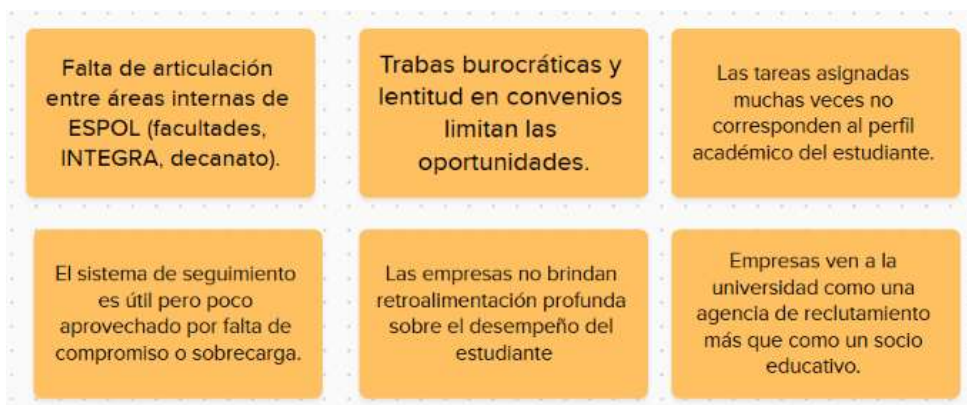 Falta de articulación
entre áreas internas de
ESPOL (facultades,
INTEGRA, decanato).
Trabas burocráticas y
lentitud en convenios
limitan las
oportunidades.
Las tareas asignadas
muchas veces no
corresponden al perfil
académico del estudiante.
El sistema de seguimiento
es útil pero poco
aprovechado por falta de
compromiso o sobrecarga.
Las empresas no brindan
retroalimentación profunda
sobre el desempeño del
estudiante
Empresas ven a la
universidad como una
agencia de reclutamiento
más que como un socio
educativo.